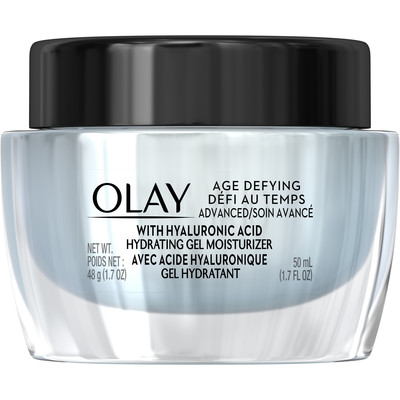 OLAY
AGE DEFYING
DÉFI AU TEMPS
ADVANCED/SOIN AVANCÉ
WITH HYALURONIC ACID
HYDRATING GEL MOISTURIZER
AVEC ACIDE HYALURONIQUE
GEL HYDRATANT
NET WT.
POIDS NET :
48 g (1.7 OZ)
50 mL
(1.7 FL OZ)